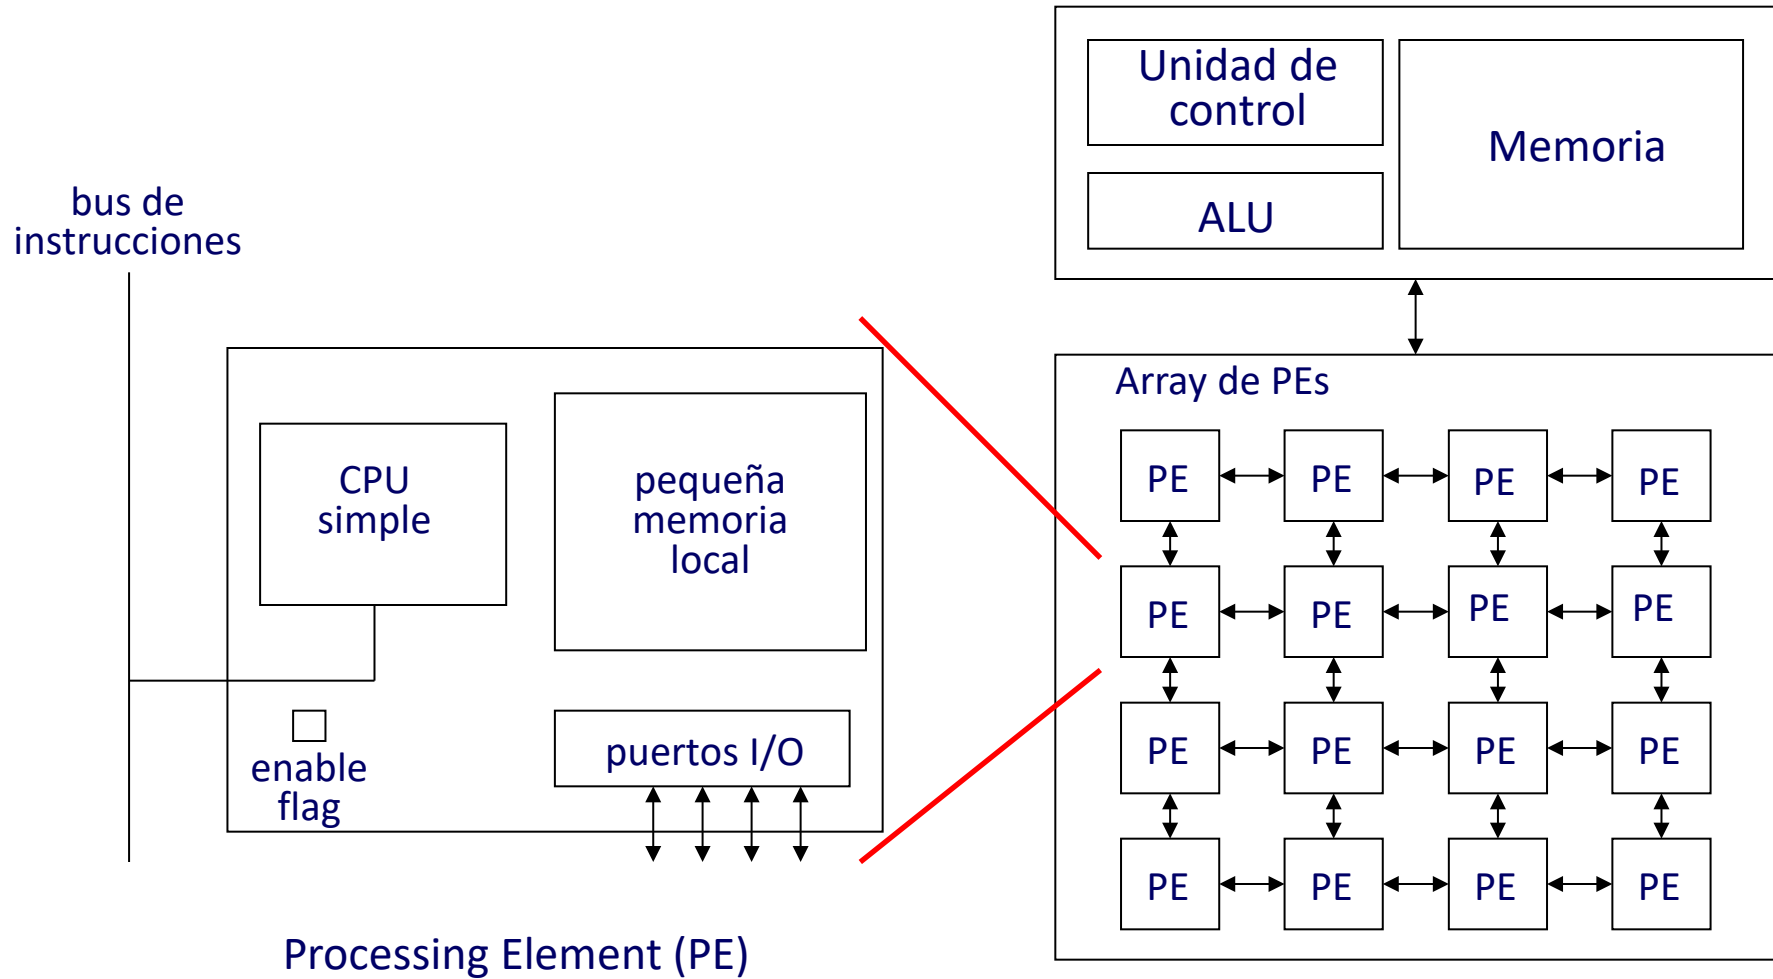 bus de
instrucciones
CPU
simple
pequeña
memoria
local
enable
flag
puertos I/O
Processing Element (PE)
Unidad de
control
ALU
Memoria
Array de PEs
PE PE PE PE
PE PE PE PE
PE PE PE PE
PE PE PE PE